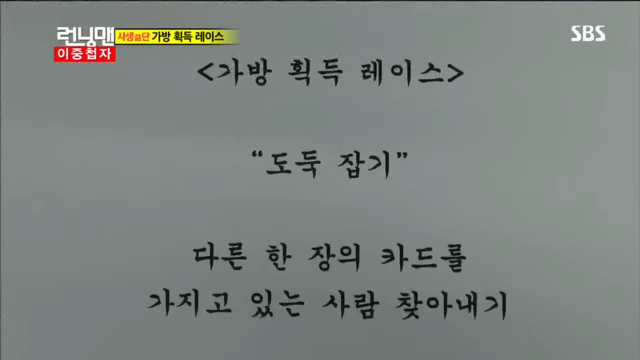 런닝맨 사생결단 가방 획득 레이스 SBS
이중첩자
<가방 획득 레이스>
“도둑 잡기”
다른 한 장의 카드를
가지고 있는 사람 찾아내기